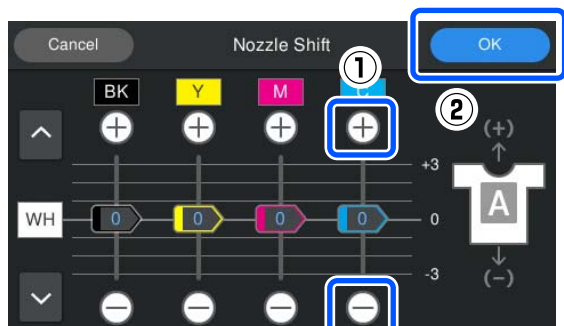 Cancel Nozzle Shift OK
①
BK Y M C
②
+ + + + (+)
+3
WH 0 0 0 0 0 A
-3 (−)
− − − −